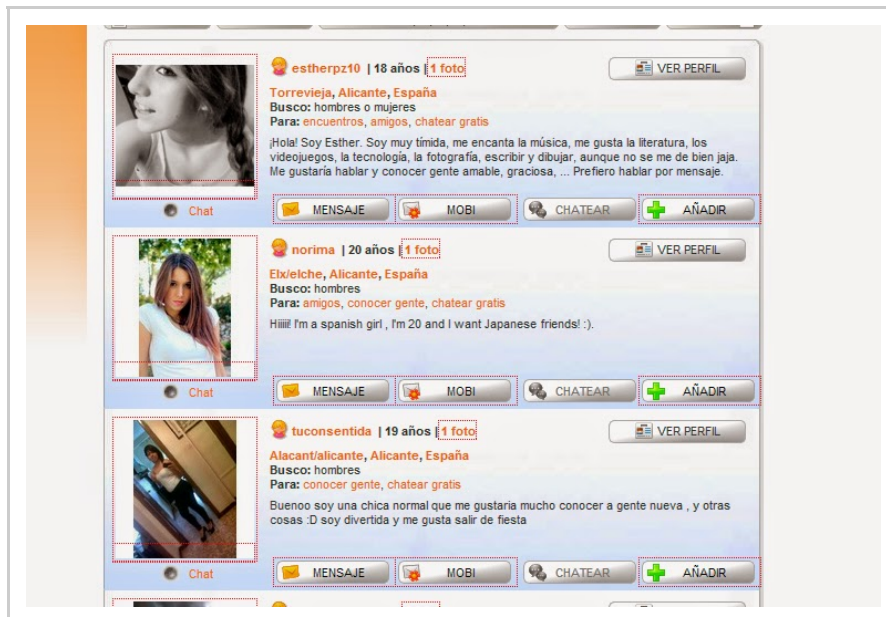 estherpz10 | 18 años | 1 foto
VER PERFIL
Torrevieja, Alicante, España
Busco: hombres o mujeres
Para: encuentros, amigos, chatear gratis
¡Hola! Soy Esther. Soy muy tímida, me encanta la música, me gusta la literatura, los
videojuegos, la tecnología, la fotografía, escribir y dibujar, aunque no se me de bien jaja.
Me gustaría hablar y conocer gente amable, graciosa, ... Prefiero hablar por mensaje.
Chat
MENSAJE MOBI CHATEAR AÑADIR
norima | 20 años | 1 foto
VER PERFIL
Elx/elche, Alicante, España
Busco: hombres
Para: amigos, conocer gente, chatear gratis
Hiiiii! I'm a spanish girl , I'm 20 and I want Japanese friends! :).
Chat
MENSAJE MOBI CHATEAR AÑADIR
tuconsentida | 19 años | 1 foto
VER PERFIL
Alacant/alicante, Alicante, España
Busco: hombres
Para: conocer gente, chatear gratis
Buenoo soy una chica normal que me gustaria mucho conocer a gente nueva , y otras
cosas :D soy divertida y me gusta salir de fiesta
Chat
MENSAJE MOBI CHATEAR AÑADIR